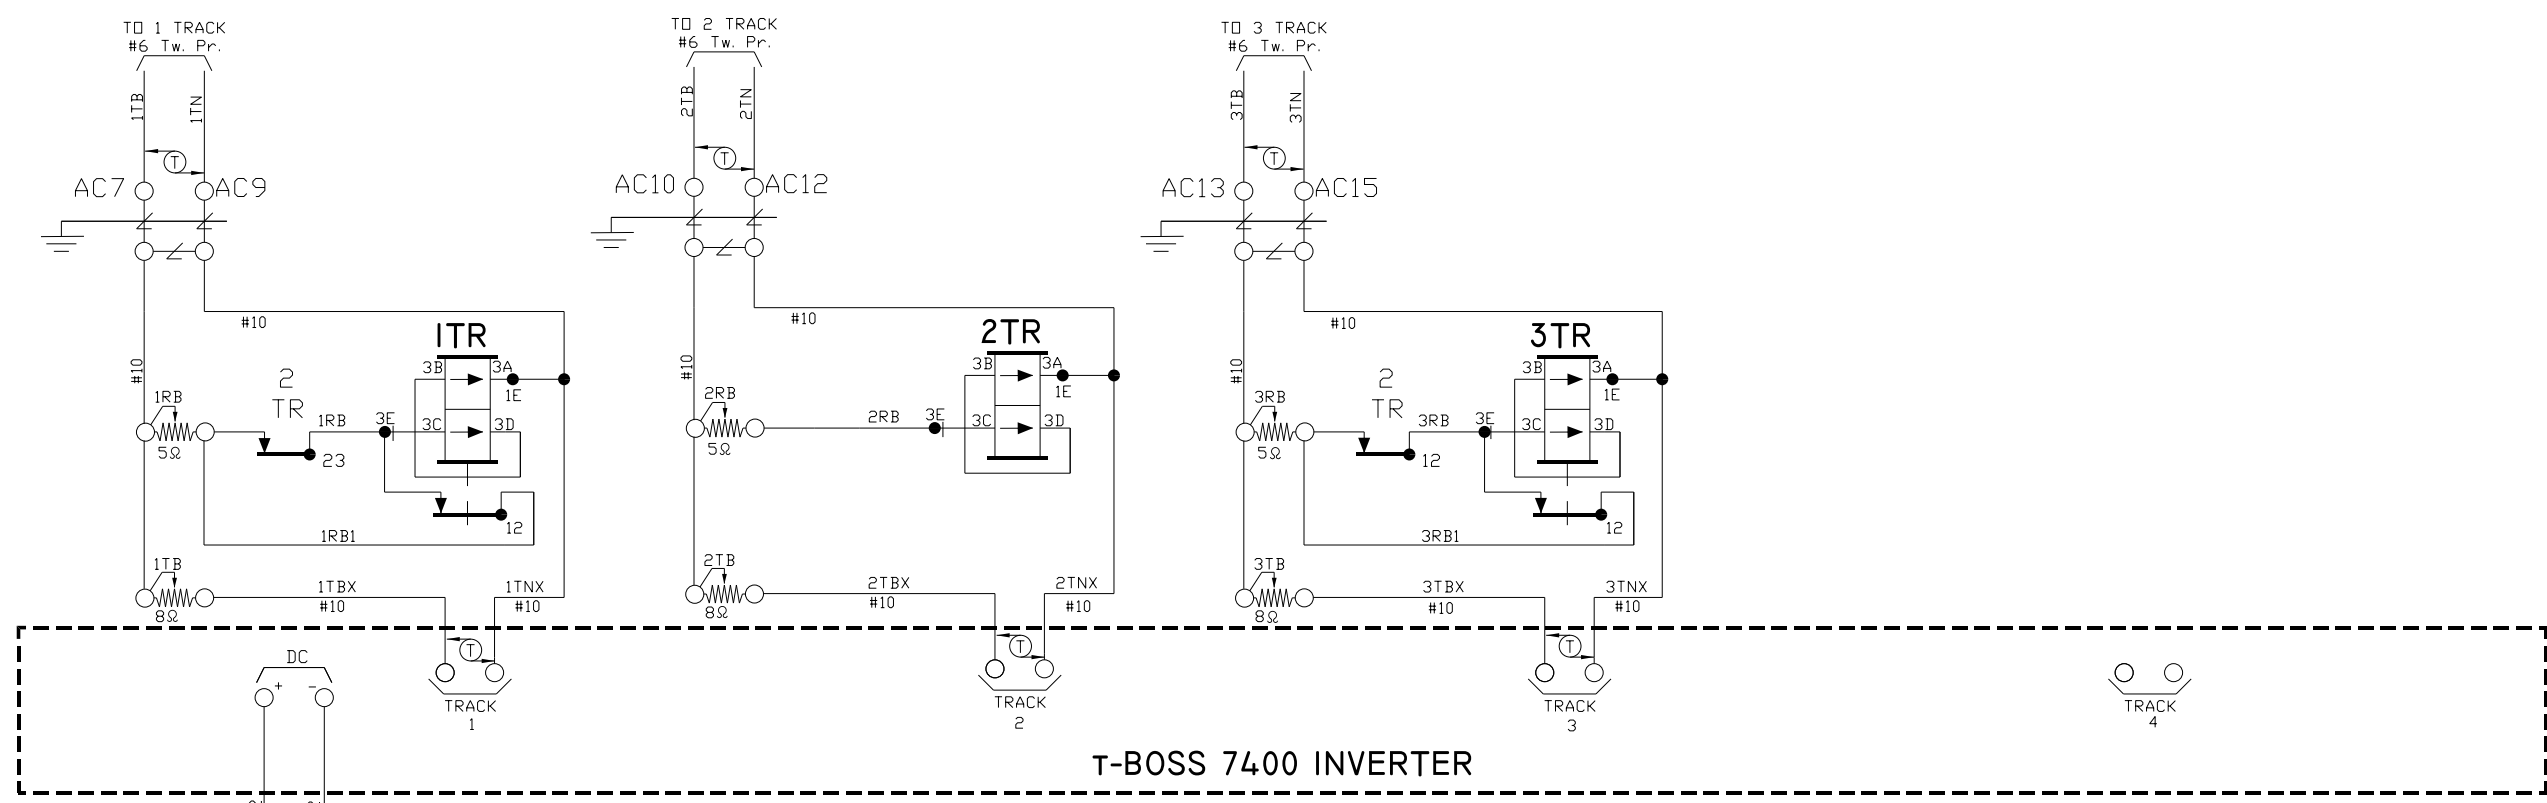 TO 1 TRACK
#6 Tw. Pr.
1TB
1TN
T
AC7
AC9
#10
#10
1TR
3B
3A
1E
2
TR
1RB
5Ω
1RB
3E
3C
3D
23
12
1RB1
1TB
8Ω
1TBX
#10
1TNX
#10
T
TRACK
1
TO 2 TRACK
#6 Tw. Pr.
2TB
2TN
T
AC10
AC12
#10
#10
2TR
3B
3A
1E
2RB
5Ω
2RB
3E
3C
3D
2TB
8Ω
2TBX
#10
2TNX
#10
T
TRACK
2
TO 3 TRACK
#6 Tw. Pr.
3TB
3TN
T
AC13
AC15
#10
#10
3TR
3B
3A
1E
2
TR
3RB
5Ω
3RB
3E
3C
3D
12
12
3RB1
3TB
8Ω
3TBX
#10
3TNX
#10
T
TRACK
3
TRACK
4
DC
+ −
T-BOSS 7400 INVERTER